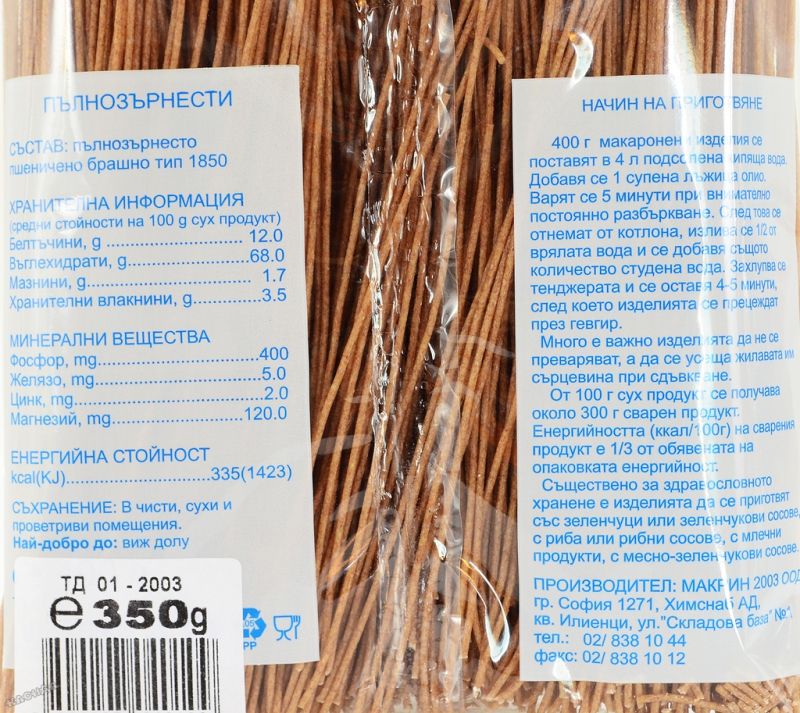 ПЪЛНОЗЪРНЕСТИ
СЪСТАВ: пълнозърнесто
пшеничено брашно тип 1850
ХРАНИТЕЛНА ИНФОРМАЦИЯ
(средни стойности на 100 g сух продукт)
Белтъчини, g ........................... 12.0
Въглехидрати, g........................68.0
Мазнини, g ............................... 1.7
Хранителни влакнини, g.............3.5
МИНЕРАЛНИ ВЕЩЕСТВА
Фосфор, mg...........................400
Желязо, mg.............................5.0
Цинк, mg................................2.0
Магнезий, mg........................120.0
ЕНЕРГИЙНА СТОЙНОСТ
kcal(KJ)........................335(1423)
СЪХРАНЕНИЕ: В чисти, сухи и
проветриви помещения.
Най-добро до: виж долу
ТД 01 - 2003
℮ 350g
05
PP
НАЧИН НА ПРИГОТВЯНЕ
400 г макаронени изделия се
поставят в 4 л подсолена кипяща вода.
Добавя се 1 супена лъжица олио.
Варят се 5 минути при внимателно
постоянно разбъркване. След това се
отнемат от котлона, излива се 1/2 от
врялата вода и се добавя същото
количество студена вода. Захлупва се
тенджерата и се оставя 4-5 минути,
след което изделията се прецеждат
през гевгир.
Много е важно изделията да не се
преваряват, а да се усеща жилавата им
сърцевина при сдъвкване.
От 100 г сух продукт се получава
около 300 г сварен продукт.
Енергийността (ккал/100г) на сварения
продукт е 1/3 от обявената на
опаковката енергийност.
Съществено за здравословното
хранене е изделията да се приготвят
със зеленчуци или зеленчукови сосове,
с риба или рибни сосове, с млечни
продукти, с месно-зеленчукови сосове.
ПРОИЗВОДИТЕЛ: МАКРИН 2003 ООД
гр. София 1271, Химснаб АД,
кв. Илиенци, ул."Складова база" №1,
тел.: 02/ 838 10 44
факс: 02/ 838 10 12